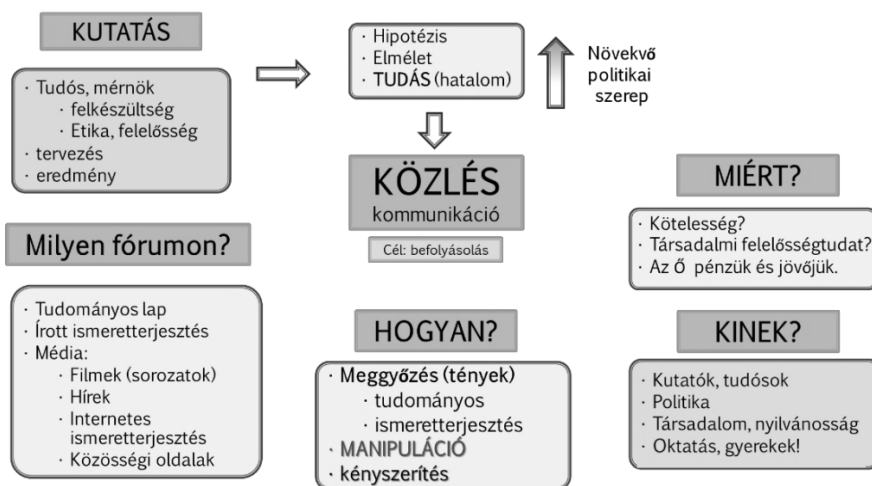 KUTATÁS
· Tudós, mérnök
· felkészültség
· Etika, felelősség
· tervezés
· eredmény
· Hipotézis
· Elmélet
· TUDÁS (hatalom)
Növekvő
politikai
szerep
KÖZLÉS
kommunikáció
Cél: befolyásolás
MIÉRT?
· Kötelesség?
· Társadalmi felelősségtudat?
· Az Ő pénzük és jövőjük.
Milyen fórumon?
· Tudományos lap
· Írott ismeretterjesztés
· Média:
· Filmek (sorozatok)
· Hírek
· Internetes
ismeretterjesztés
· Közösségi oldalak
HOGYAN?
· Meggyőzés (tények)
· tudományos
· ismeretterjesztés
· MANIPULÁCIÓ
· kényszerítés
KINEK?
· Kutatók, tudósok
· Politika
· Társadalom, nyilvánosság
· Oktatás, gyerekek!